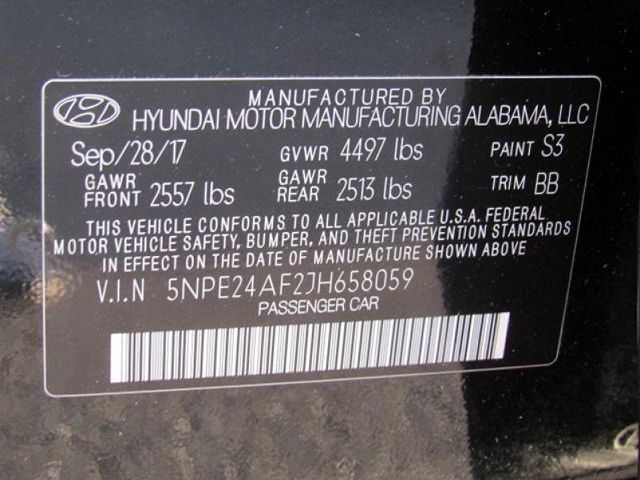 MANUFACTURED BY
HYUNDAI MOTOR MANUFACTURING ALABAMA, LLC
Sep/28/17 GVWR 4497 lbs PAINT S3
GAWR FRONT 2557 lbs GAWR REAR 2513 lbs TRIM BB
THIS VEHICLE CONFORMS TO ALL APPLICABLE U.S.A. FEDERAL
MOTOR VEHICLE SAFETY, BUMPER, AND THEFT PREVENTION STANDARDS
IN EFFECT ON THE DATE OF MANUFACTURE SHOWN ABOVE
V.I.N 5NPE24AF2JH658059
PASSENGER CAR